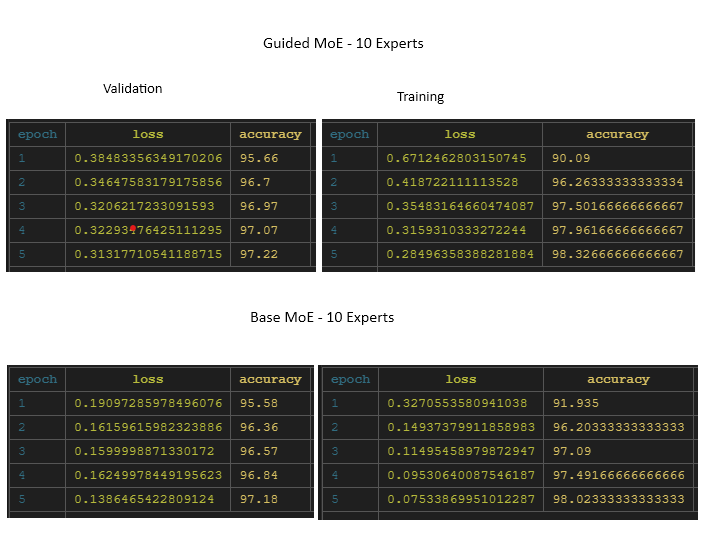 Guided MoE - 10 Experts
Validation
Training
epoch loss accuracy
1 0.38483356349170206 95.66
2 0.34647583179175856 96.7
3 0.3206217233091593 96.97
4 0.32293476425111295 97.07
5 0.31317710541188715 97.22
epoch loss accuracy
1 0.6712462803150745 90.09
2 0.418722111113528 96.26333333333334
3 0.35483164660474087 97.50166666666667
4 0.3159310333272244 97.96166666666667
5 0.28496358388281884 98.32666666666667
Base MoE - 10 Experts
epoch loss accuracy
1 0.19097285978496076 95.58
2 0.16159615982323886 96.36
3 0.1599998871330172 96.57
4 0.16249978449195623 96.84
5 0.1386465422809124 97.18
epoch loss accuracy
1 0.3270553580941038 91.935
2 0.14937379911858983 96.20333333333333
3 0.11495458979872947 97.09
4 0.09530640087546187 97.49166666666666
5 0.07533869951012287 98.02333333333333